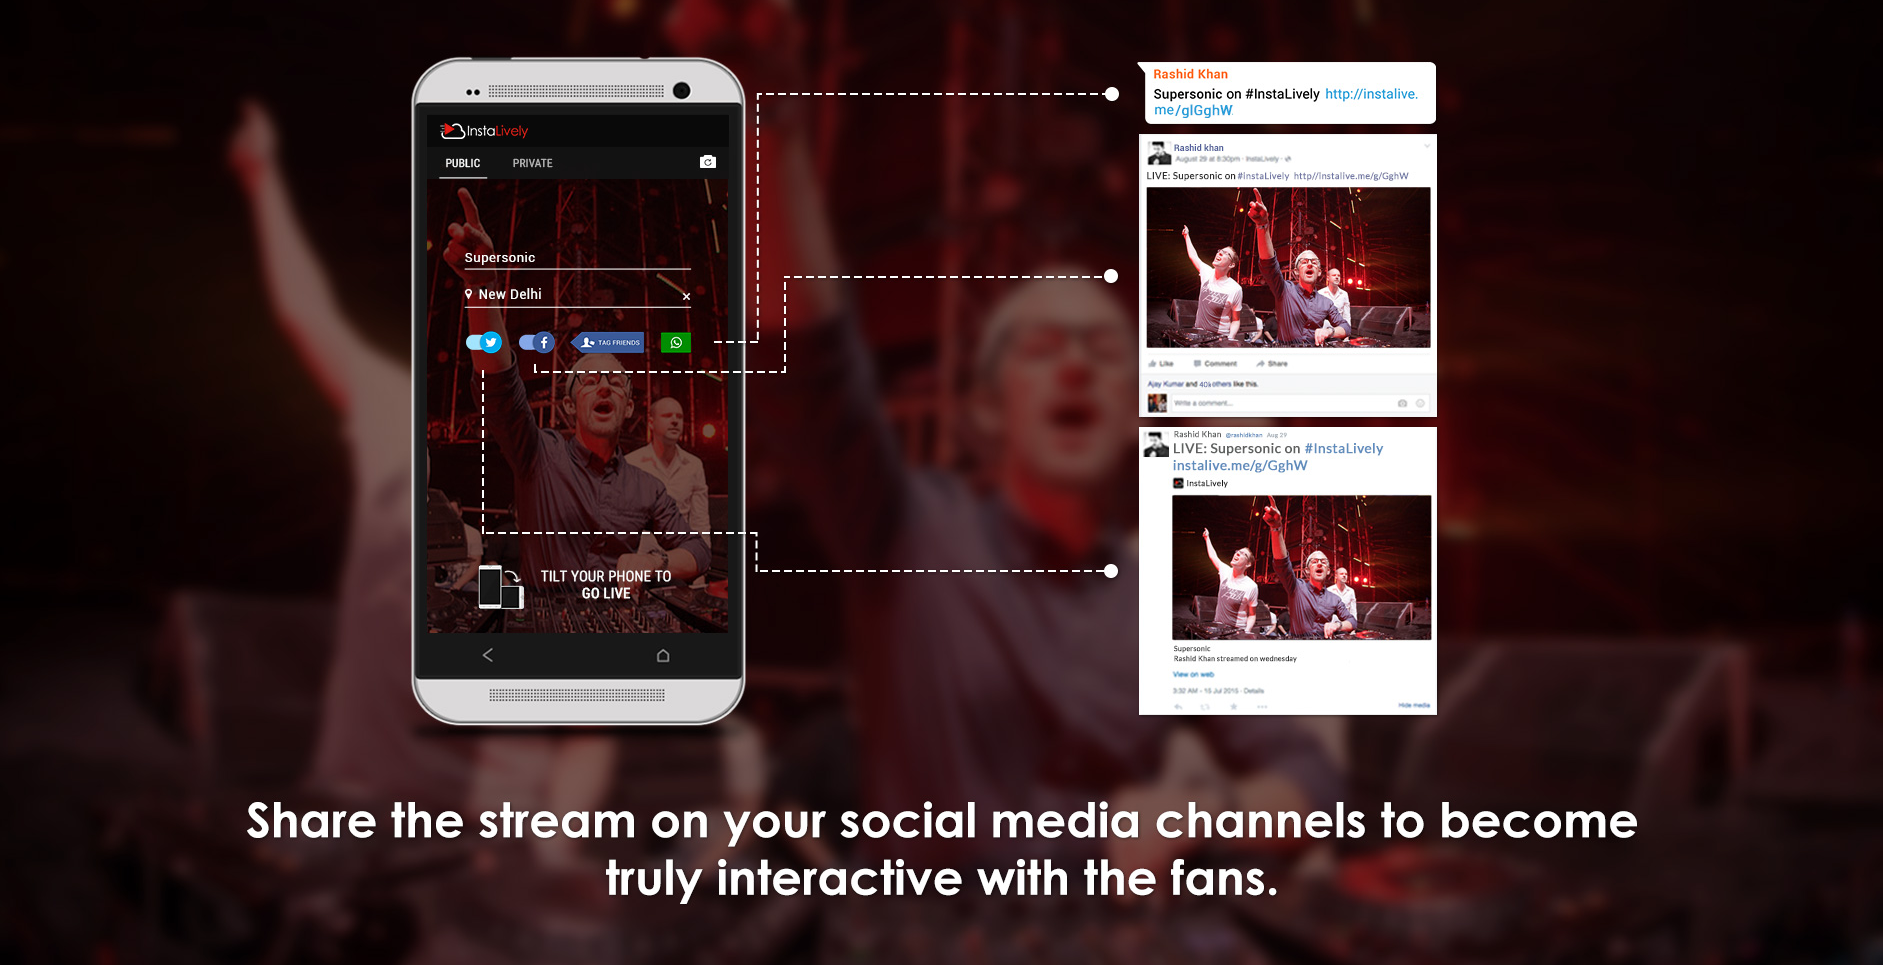 InstaLively
PUBLIC PRIVATE
Supersonic
New Delhi
TAG FRIENDS
TILT YOUR PHONE TO
GO LIVE
Rashid Khan
Supersonic on #InstaLively http://instalive.
me/glGghW
Rashid khan
August 29 at 8:30pm · InstaLively ·
LIVE: Supersonic on #InstaLively http//instalive.me/g/GghW
Like Comment Share
Ajay Kumar and 40k others like this.
Write a comment...
Rashid Khan @rashidkhan Aug 29
LIVE: Supersonic on #InstaLively
instalive.me/g/GghW
InstaLively
Supersonic
Rashid Khan streamed on wednesday
View on web
3:32 AM - 15 Jul 2015 · Details
Hide media
Share the stream on your social media channels to become
truly interactive with the fans.